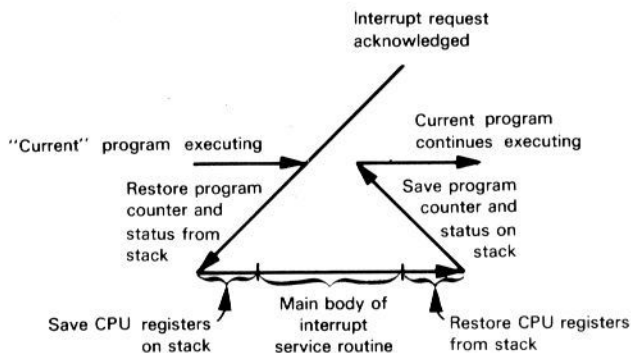 Interrupt request
acknowledged
"Current" program executing
Current program
continues executing
Restore program
counter and
status from
stack
Save program
counter and
status on
stack
Save CPU registers
on stack
Main body of
interrupt
service routine
Restore CPU registers
from stack